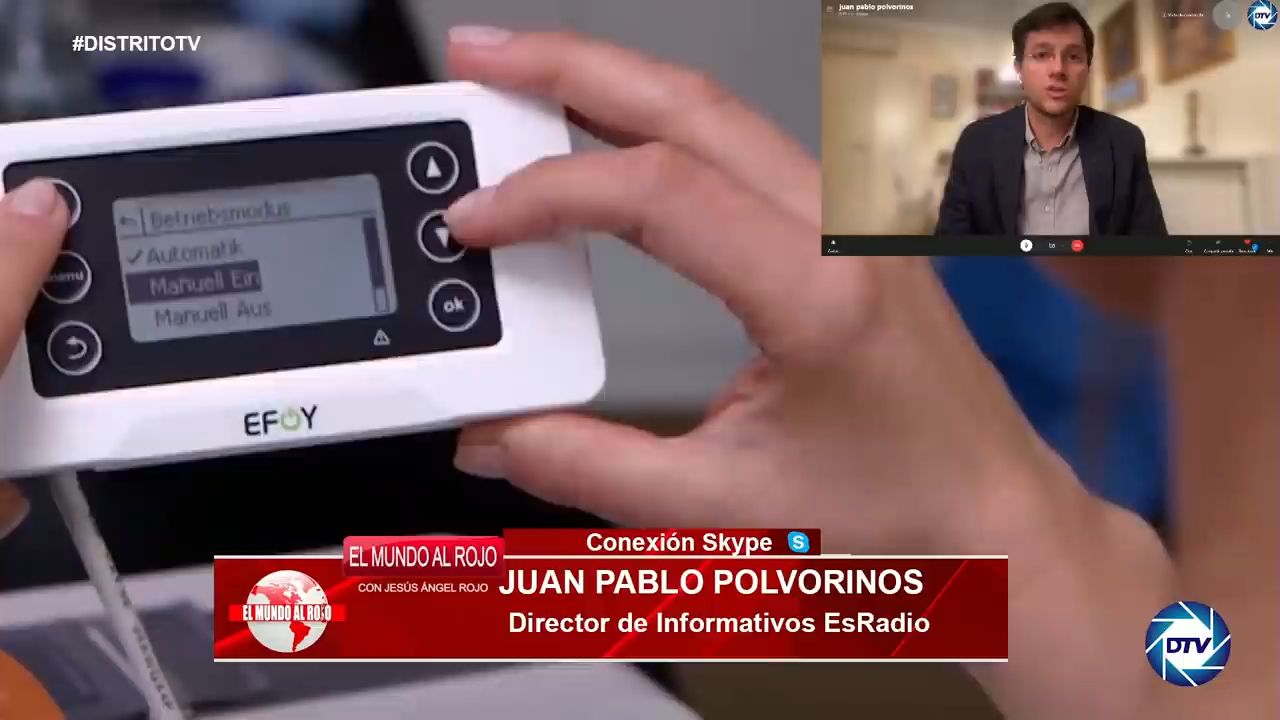 #DISTRITOTV
juan pablo polvorinos
DTV
Betriebsmodus
Automatik
Manuell Ein
Manuell Aus
menu
ok
EFOY
Conexión Skype
EL MUNDO AL ROJO
CON JESÚS ÁNGEL ROJO
JUAN PABLO POLVORINOS
Director de Informativos EsRadio
EL MUNDO AL ROJO
DTV